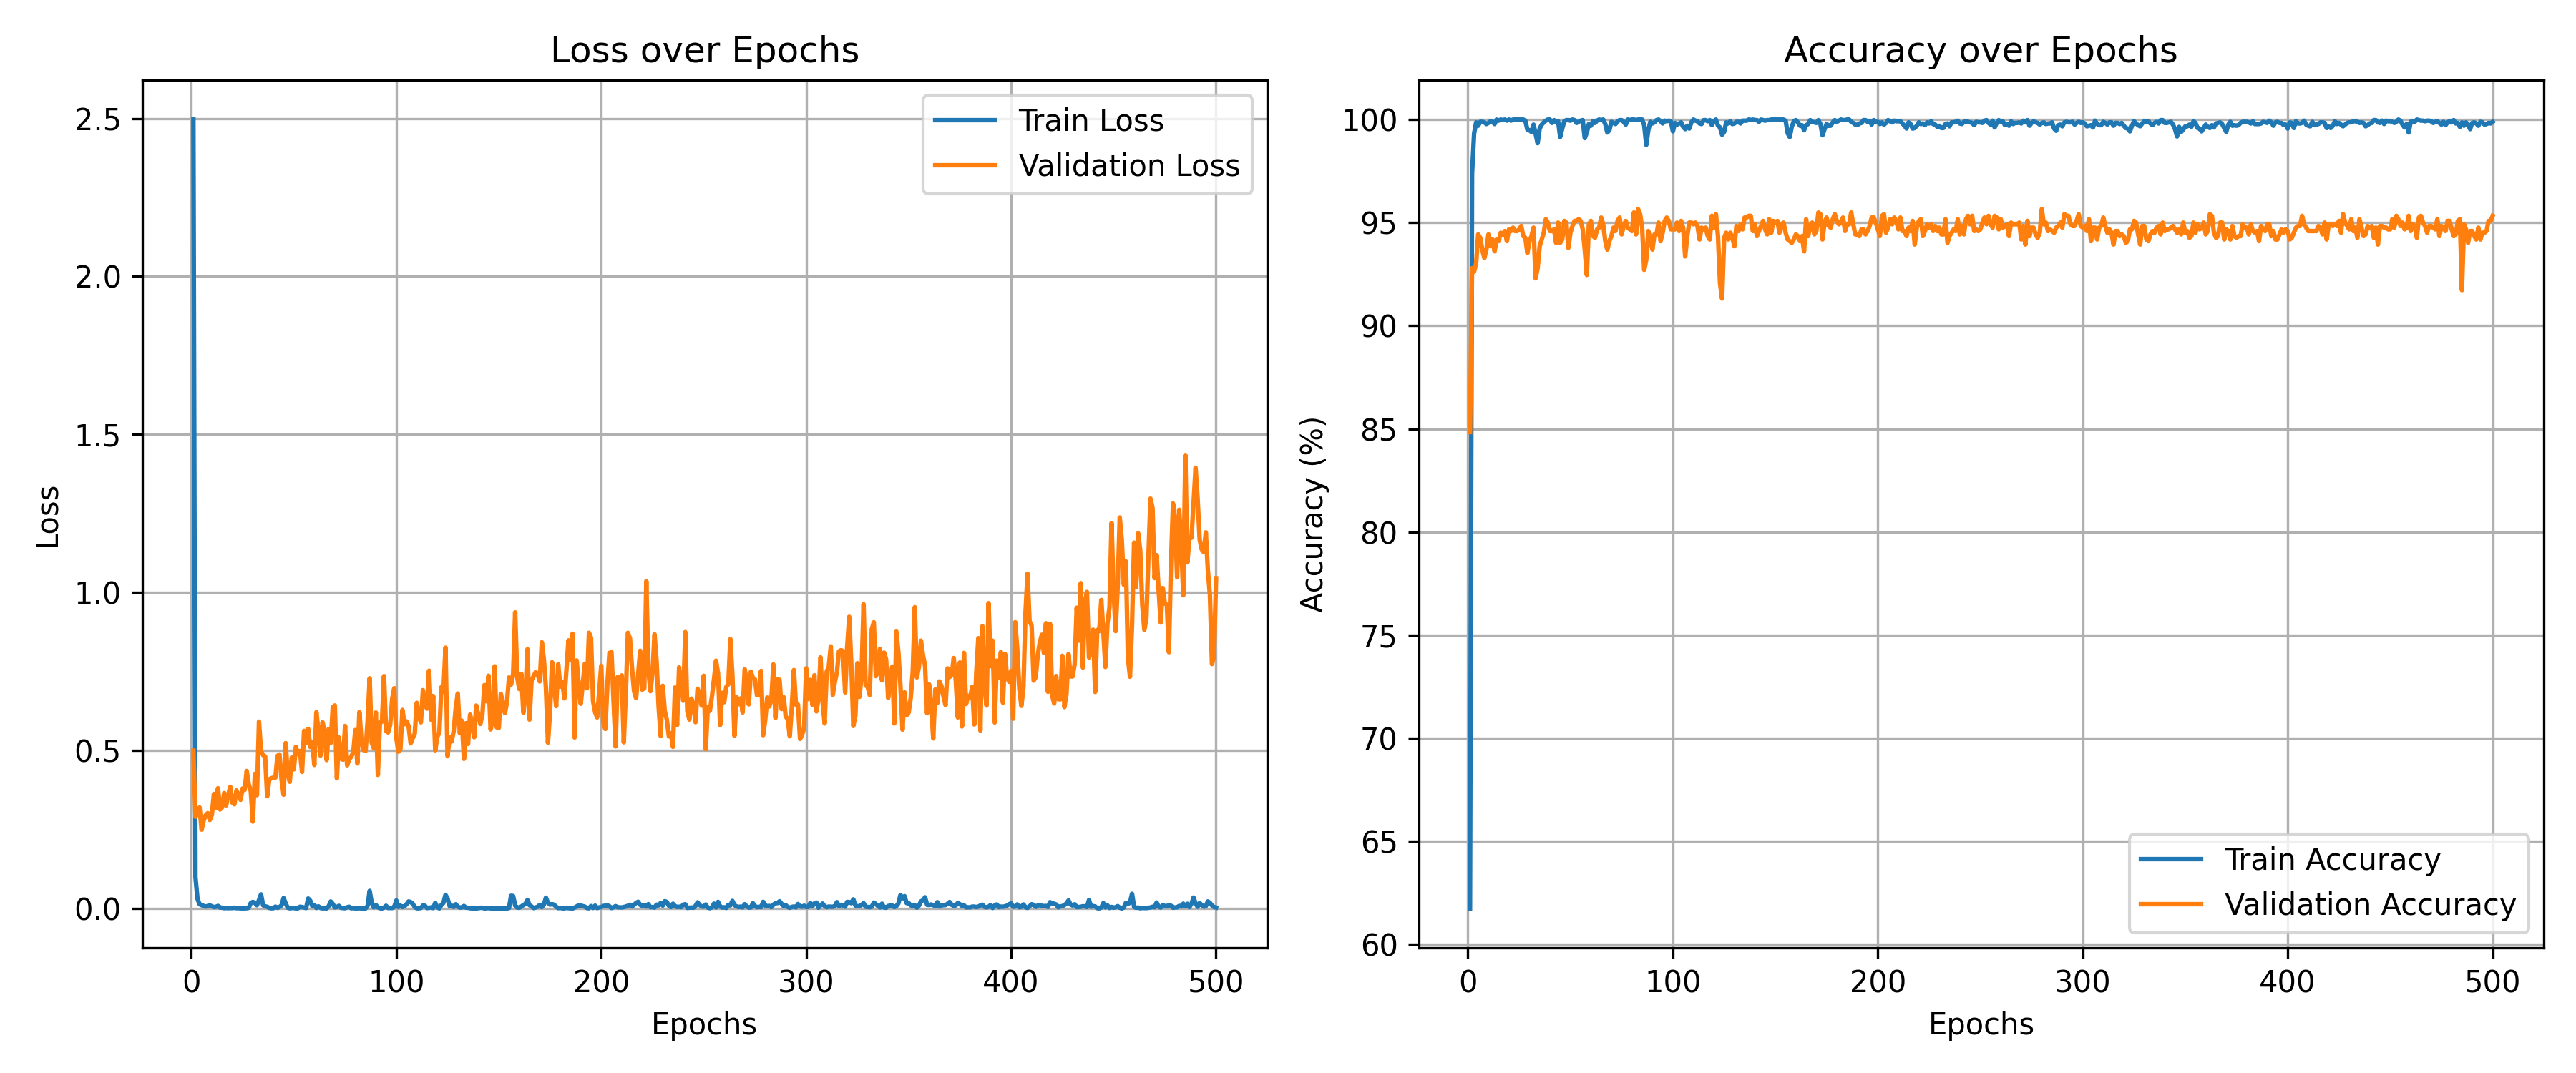 Loss over Epochs
2.5
2.0
1.5
1.0
0.5
0.0
Loss
0 100 200 300 400 500
Epochs
Train Loss
Validation Loss
Accuracy over Epochs
100
95
90
85
80
75
70
65
60
Accuracy (%)
0 100 200 300 400 500
Epochs
Train Accuracy
Validation Accuracy